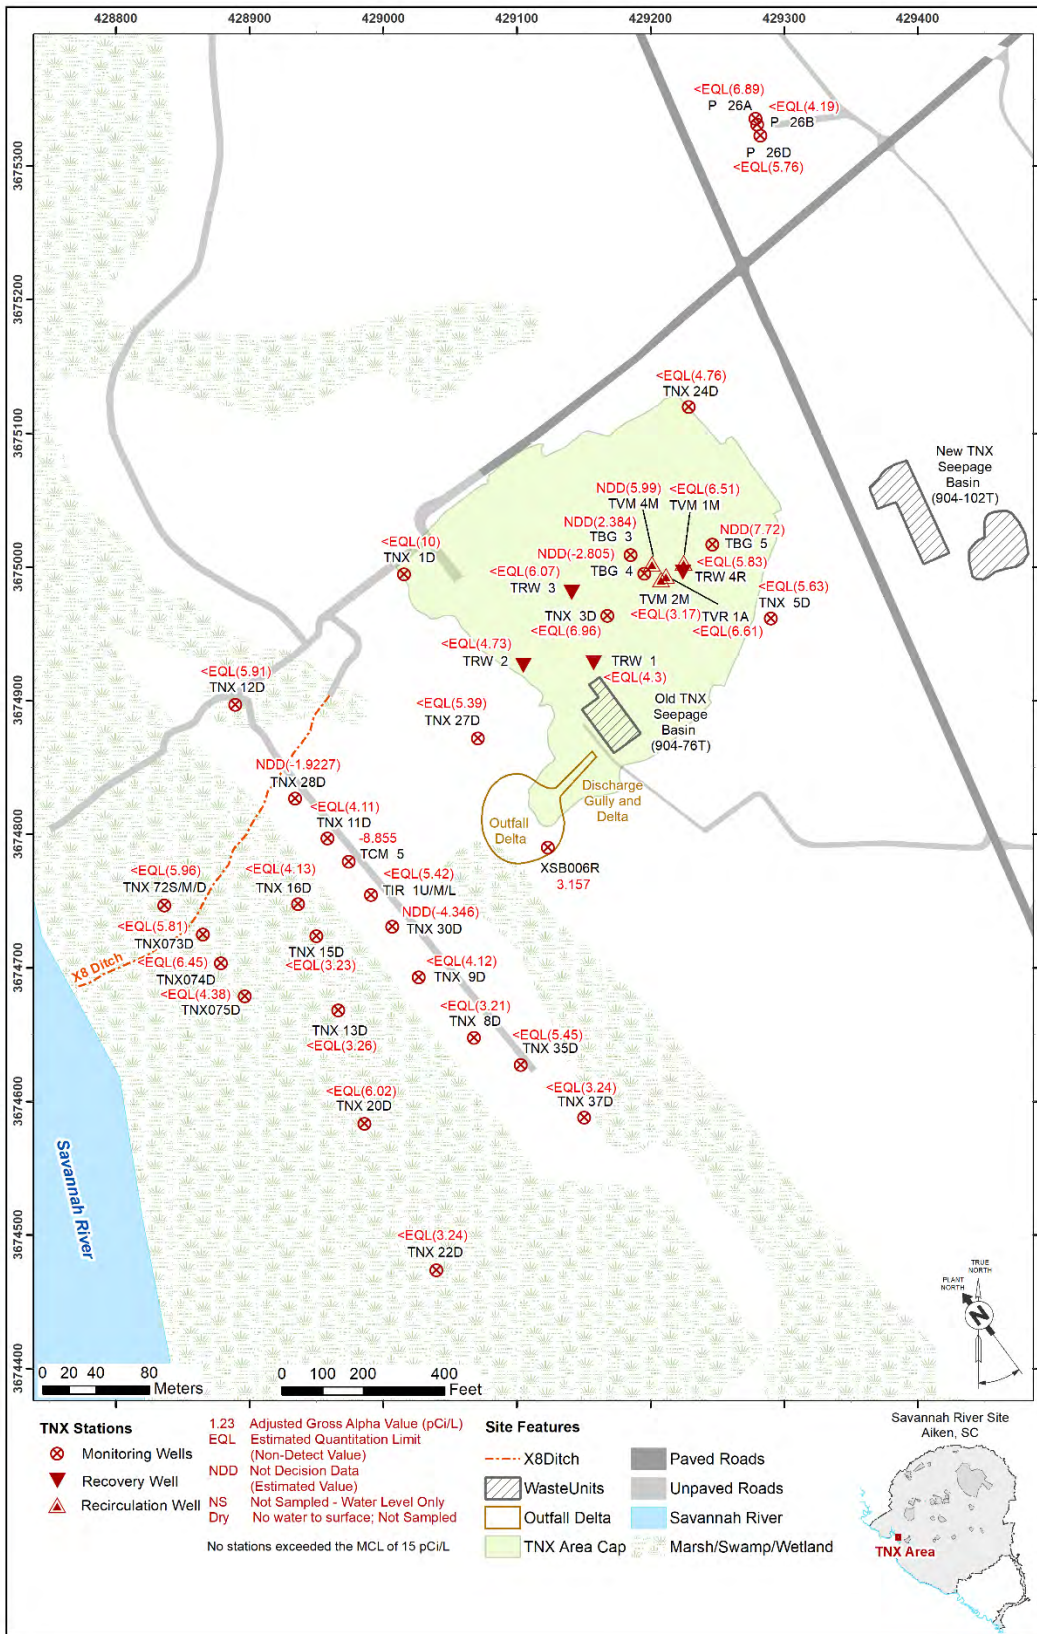 428800 428900 429000 429100 429200 429300 429400
3675300
3675200
3675100
3675000
3674900
3674800
3674700
3674600
3674500
3674400
<EQL(6.89)
P 26A
<EQL(4.19)
P 26B
P 26D
<EQL(5.76)
<EQL(4.76)
TNX 24D
New TNX
Seepage
Basin
(904-102T)
NDD(5.99)
TVM 4M
<EQL(6.51)
TVM 1M
NDD(2.384)
TBG 3
NDD(7.72)
TBG 5
NDD(-2.805)
TBG 4
<EQL(10)
TNX 1D
<EQL(6.07)
TRW 3
<EQL(5.83)
TRW 4R
<EQL(5.63)
TNX 5D
TVM 2M
<EQL(3.17)
TVR 1A
<EQL(6.61)
TNX 3D
<EQL(6.96)
<EQL(4.73)
TRW 2
TRW 1
<EQL(4.3)
<EQL(5.91)
TNX 12D
<EQL(5.39)
TNX 27D
Old TNX
Seepage
Basin
(904-76T)
NDD(-1.9227)
TNX 28D
Discharge
Gully and
Delta
Outfall
Delta
<EQL(4.11)
TNX 11D
-8.855
TCM 5
XSB006R
3.157
<EQL(5.96)
TNX 72S/M/D
<EQL(4.13)
TNX 16D
<EQL(5.42)
TIR 1U/M/L
NDD(-4.346)
TNX 30D
<EQL(5.81)
TNX073D
TNX 15D
<EQL(3.23)
X8 Ditch
<EQL(6.45)
TNX074D
<EQL(4.12)
TNX 9D
<EQL(4.38)
TNX075D
<EQL(3.21)
TNX 8D
TNX 13D
<EQL(3.26)
<EQL(5.45)
TNX 35D
<EQL(6.02)
TNX 20D
<EQL(3.24)
TNX 37D
Savannah River
<EQL(3.24)
TNX 22D
TRUE
NORTH
PLANT
NORTH
N
0 20 40 80
Meters
0 100 200 400
Feet
TNX Stations
Monitoring Wells
Recovery Well
Recirculation Well
1.23 Adjusted Gross Alpha Value (pCi/L)
EQL Estimated Quantitation Limit
(Non-Detect Value)
NDD Not Decision Data
(Estimated Value)
NS Not Sampled - Water Level Only
Dry No water to surface; Not Sampled
No stations exceeded the MCL of 15 pCi/L
Site Features
X8Ditch
WasteUnits
Outfall Delta
TNX Area Cap
Paved Roads
Unpaved Roads
Savannah River
Marsh/Swamp/Wetland
Savannah River Site
Aiken, SC
TNX Area